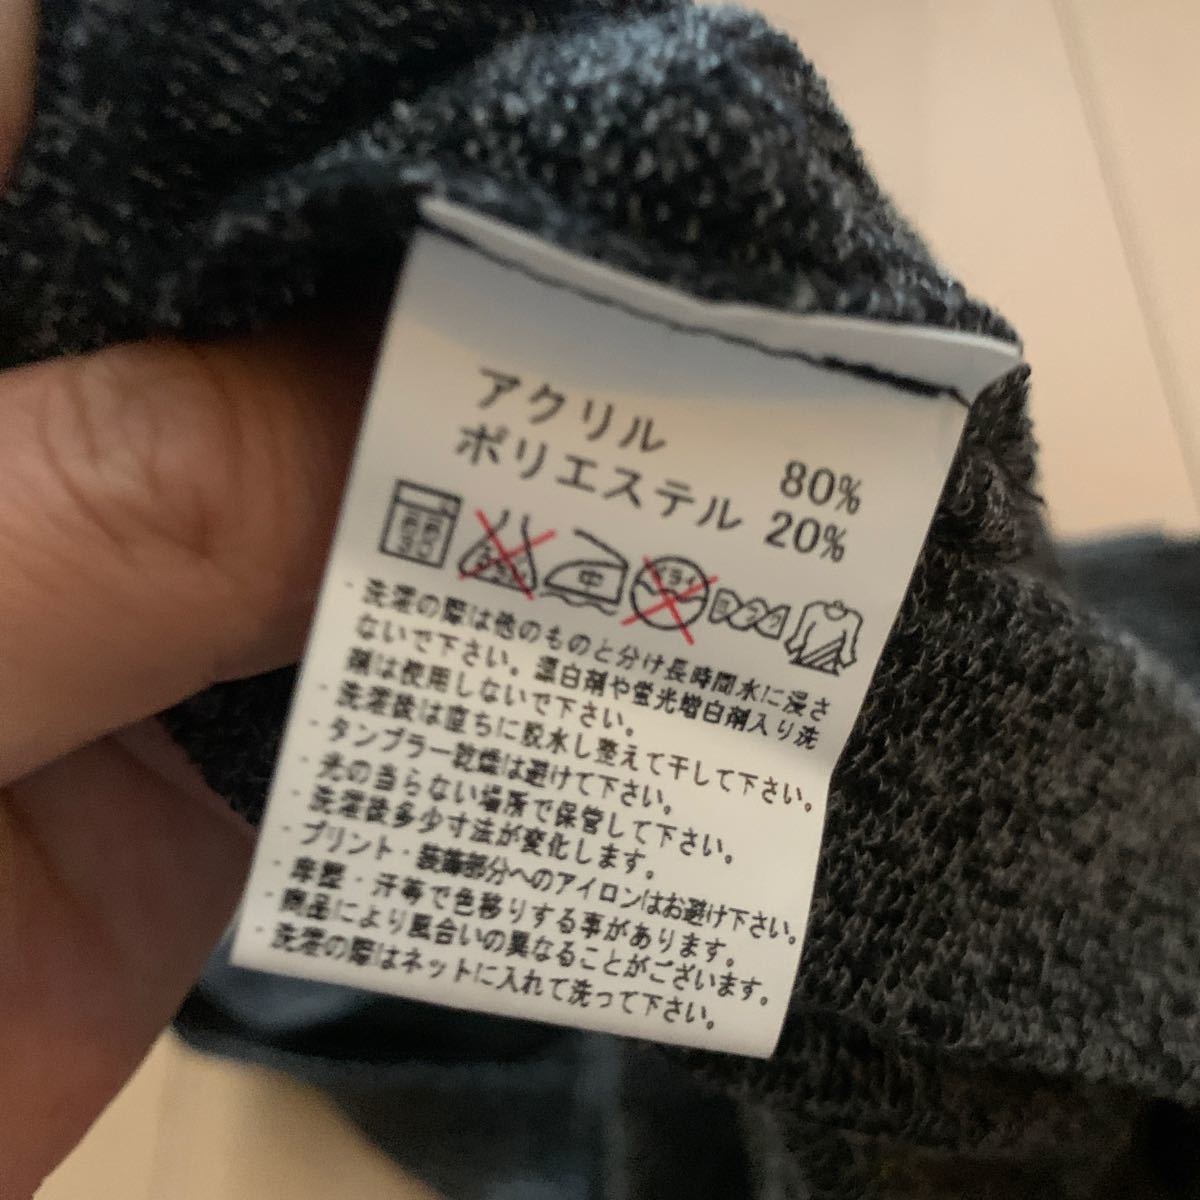 アクリル 80%
ポリエステル 20%
中
・洗濯の際は他のものと分け長時間水に浸さ
ないで下さい。漂白剤や蛍光増白剤入り洗
剤は使用しないで下さい。
・洗濯後は直ちに脱水し整えて干して下さい。
・タンブラー乾燥は避けて下さい。
・光の当らない場所で保管して下さい。
・洗濯後多少寸法が変化します。
・プリント・装飾部分へのアイロンはお避け下さい。
・摩擦・汗等で色移りする事があります。
・商品により風合いの異なることがございます。
・洗濯の際はネットに入れて洗って下さい。